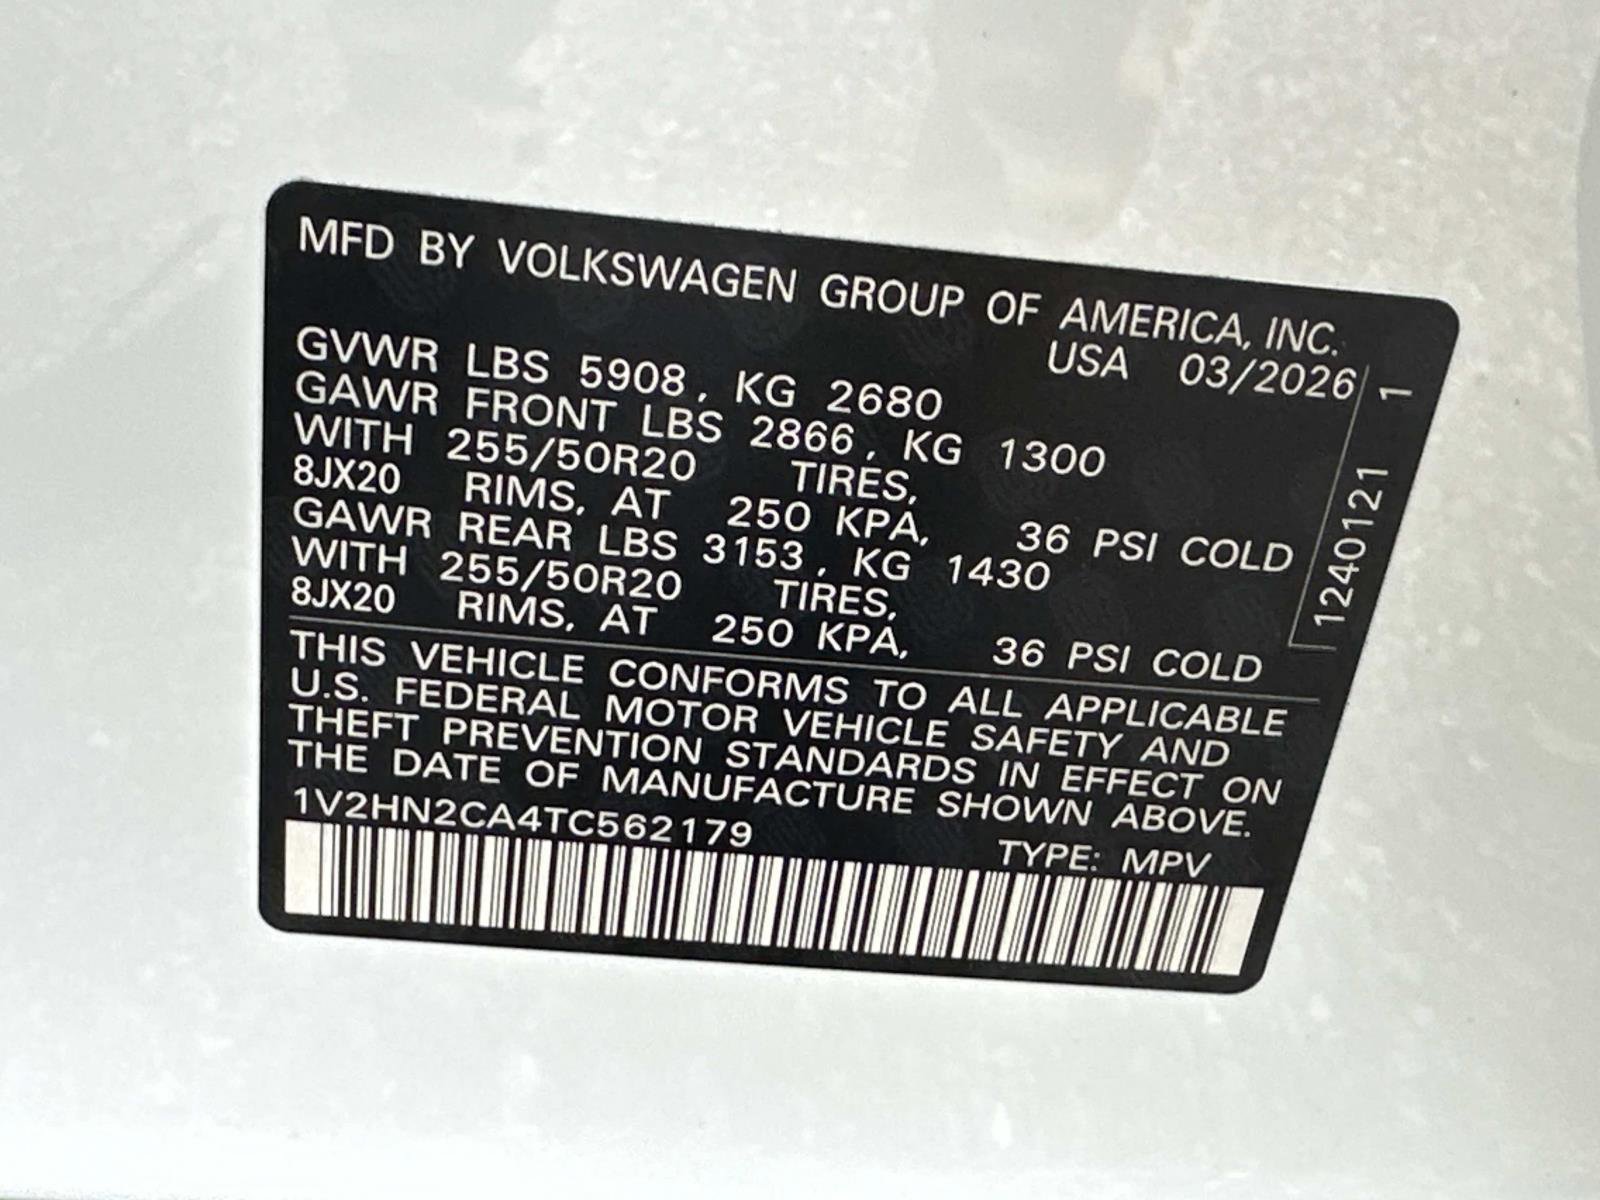 MFD BY VOLKSWAGEN GROUP OF AMERICA, INC.
USA 03/2026
GVWR LBS 5908, KG 2680
GAWR FRONT LBS 2866, KG 1300
WITH 255/50R20 TIRES,
8JX20 RIMS, AT 250 KPA, 36 PSI COLD
GAWR REAR LBS 3153, KG 1430
WITH 255/50R20 TIRES,
8JX20 RIMS, AT 250 KPA, 36 PSI COLD
1240121 1
THIS VEHICLE CONFORMS TO ALL APPLICABLE
U.S. FEDERAL MOTOR VEHICLE SAFETY AND
THEFT PREVENTION STANDARDS IN EFFECT ON
THE DATE OF MANUFACTURE SHOWN ABOVE.
1V2HN2CA4TC562179
TYPE: MPV